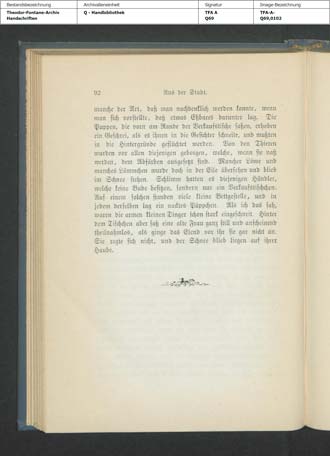 Bestandsbezeichnung Archivalieneinheit Signatur Image-Bezeichnung
Theodor-Fontane-Archiv Q - Handbibliothek TFA A TFA-A-
Handschriften Q69 Q69,0102
92 Aus der Stadt.
manche der Art, daß man nachdenklich werden konnte, wenn
man sich vorstellte, daß etwas Eßbares darunter lag. Die
Puppen, die vorn am Rande der Verkaufstische saßen, erhoben
ein Geschrei, als es ihnen in die Gesichter schneite, und mußten
in die Hintergründe geflüchtet werden. Von den Thieren
wurden vor allen diejenigen geborgen, welche, wenn sie naß
werden, dem Abfärben ausgesetzt sind. Mancher Löwe und
manches Lämmchen wurde doch in der Eile übersehen und blieb
im Schnee stehen. Schlimm hatten es diejenigen Händler,
welche keine Bude besitzen, sondern nur ein Verkaufstischchen.
Auf einem solchen standen viele kleine Bettgestelle, und in
jedem derselben lag ein nacktes Püppchen. Als ich das sah,
waren die armen kleinen Dinger schon stark eingeschneit. Hinter
dem Tischchen aber saß eine alte Frau ganz still und anscheinend
theilnahmlos, als ginge das Elend vor ihr sie gar nicht an.
Sie regte sich nicht, und der Schnee blieb liegen auf ihrer
Haube.